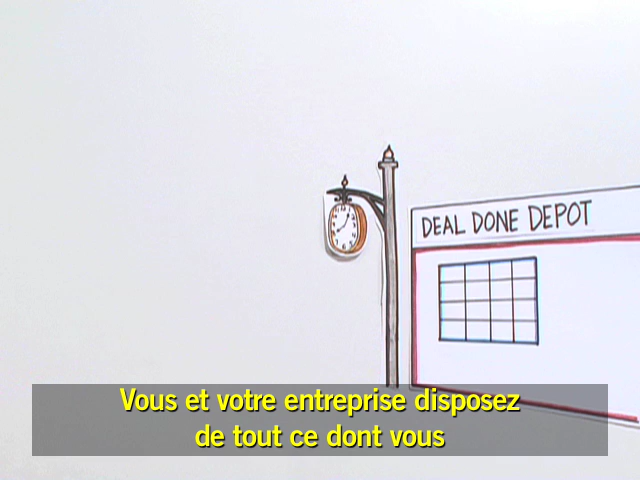 DEAL DONE DEPOT
Vous et votre entreprise disposez
de tout ce dont vous